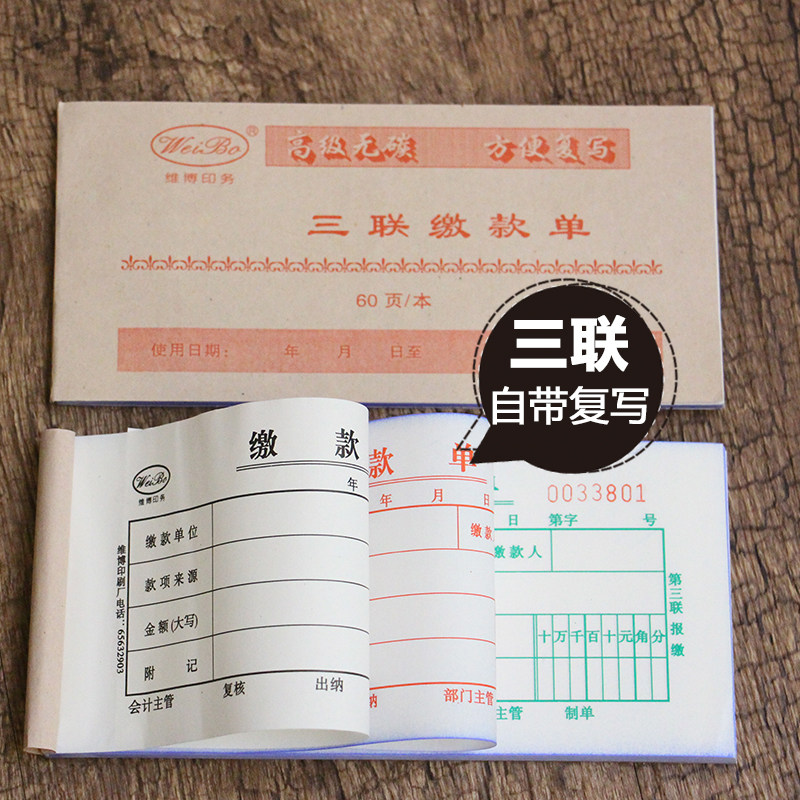 WeiBo®
维博印务
高级无碳 方便复写
三联缴款单
60页/本
使用日期： 年 月 日至
三联
自带复写
缴 款
年
WeiBo
维博印务
缴款单位
款项来源
金额(大写)
附 记
会计主管 复核 出纳
维博印刷厂电话：65632903
款 单
年 月 日
缴款
纳 部门主管
0033801
日 第字 号
缴款人
十万千百十元角分
第三联 报缴
主管 制单